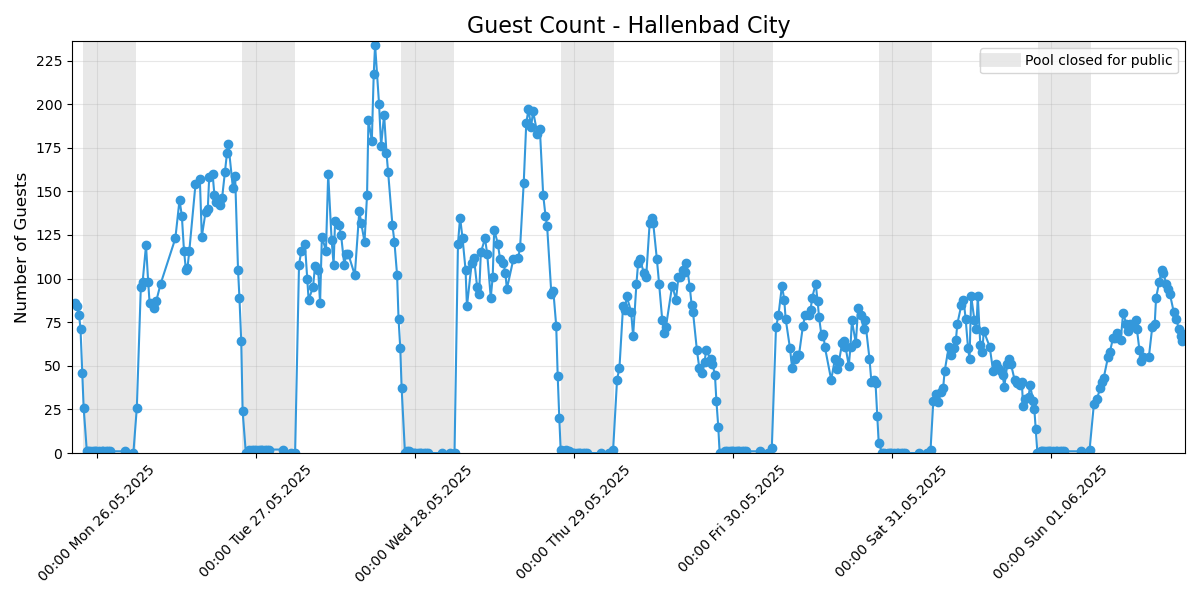 Guest Count - Hallenbad City
Pool closed for public
Number of Guests
225
200
175
150
125
100
75
50
25
0
00:00 Mon 26.05.2025
00:00 Tue 27.05.2025
00:00 Wed 28.05.2025
00:00 Thu 29.05.2025
00:00 Fri 30.05.2025
00:00 Sat 31.05.2025
00:00 Sun 01.06.2025